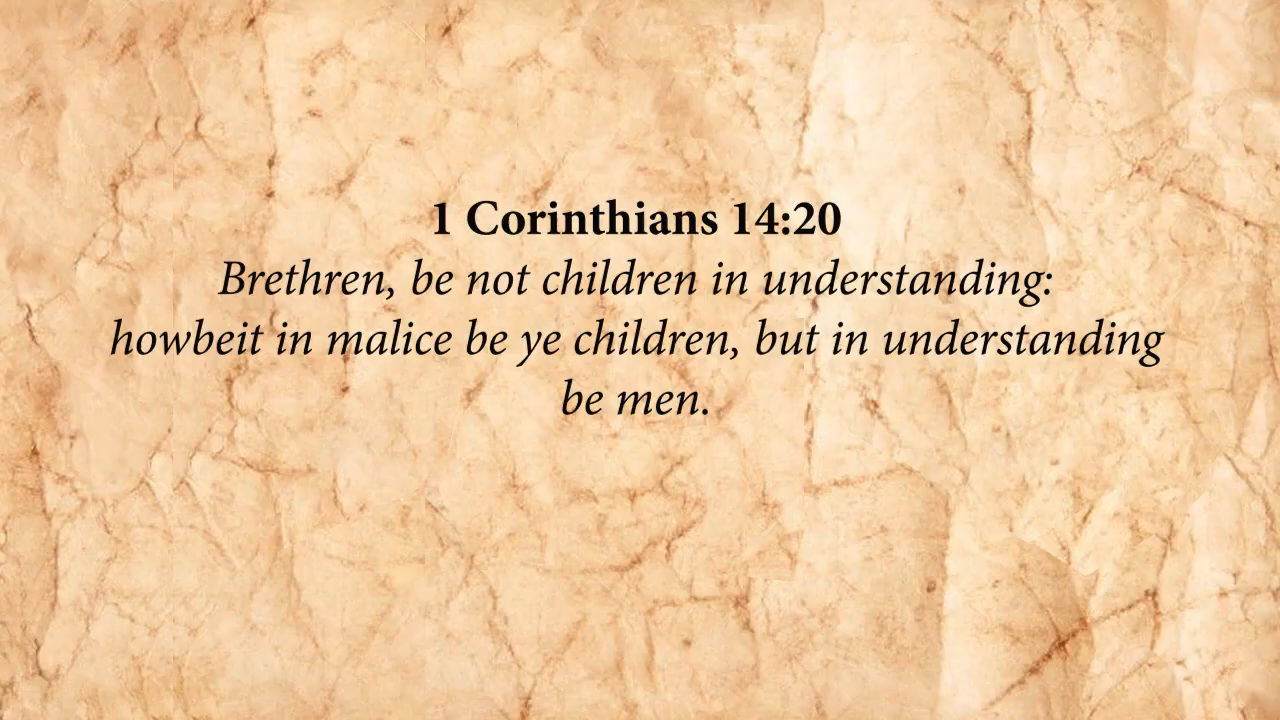 1 Corinthians 14:20
Brethren, be not children in understanding:
howbeit in malice be ye children, but in understanding
be men.